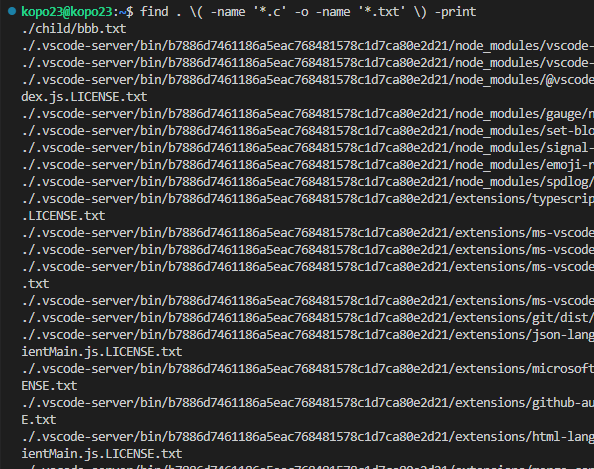 kopo23@kopo23:~$ find . \( -name '*.c' -o -name '*.txt' \) -print
./child/bbb.txt
./.vscode-server/bin/b7886d7461186a5eac768481578c1d7ca80e2d21/node_modules/vscode-
./.vscode-server/bin/b7886d7461186a5eac768481578c1d7ca80e2d21/node_modules/vscode-
./.vscode-server/bin/b7886d7461186a5eac768481578c1d7ca80e2d21/node_modules/@vscode
dex.js.LICENSE.txt
./.vscode-server/bin/b7886d7461186a5eac768481578c1d7ca80e2d21/node_modules/gauge/n
./.vscode-server/bin/b7886d7461186a5eac768481578c1d7ca80e2d21/node_modules/set-blo
./.vscode-server/bin/b7886d7461186a5eac768481578c1d7ca80e2d21/node_modules/signal-
./.vscode-server/bin/b7886d7461186a5eac768481578c1d7ca80e2d21/node_modules/emoji-r
./.vscode-server/bin/b7886d7461186a5eac768481578c1d7ca80e2d21/node_modules/spdlog/
./.vscode-server/bin/b7886d7461186a5eac768481578c1d7ca80e2d21/extensions/typescrip
.LICENSE.txt
./.vscode-server/bin/b7886d7461186a5eac768481578c1d7ca80e2d21/extensions/ms-vscode
./.vscode-server/bin/b7886d7461186a5eac768481578c1d7ca80e2d21/extensions/ms-vscode
./.vscode-server/bin/b7886d7461186a5eac768481578c1d7ca80e2d21/extensions/ms-vscode
.txt
./.vscode-server/bin/b7886d7461186a5eac768481578c1d7ca80e2d21/extensions/ms-vscode
./.vscode-server/bin/b7886d7461186a5eac768481578c1d7ca80e2d21/extensions/git/dist/
./.vscode-server/bin/b7886d7461186a5eac768481578c1d7ca80e2d21/extensions/json-lang
ientMain.js.LICENSE.txt
./.vscode-server/bin/b7886d7461186a5eac768481578c1d7ca80e2d21/extensions/microsoft
ENSE.txt
./.vscode-server/bin/b7886d7461186a5eac768481578c1d7ca80e2d21/extensions/github-au
E.txt
./.vscode-server/bin/b7886d7461186a5eac768481578c1d7ca80e2d21/extensions/html-lang
ientMain.js.LICENSE.txt